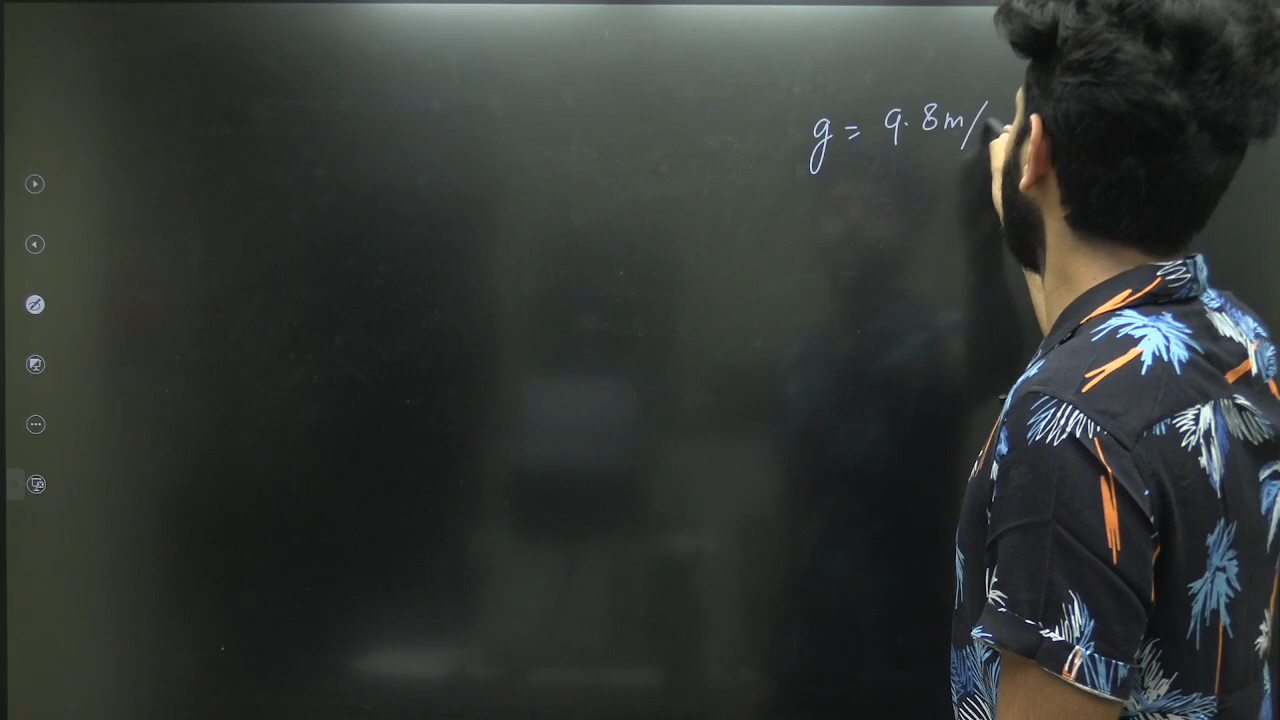 g = 9.8m/